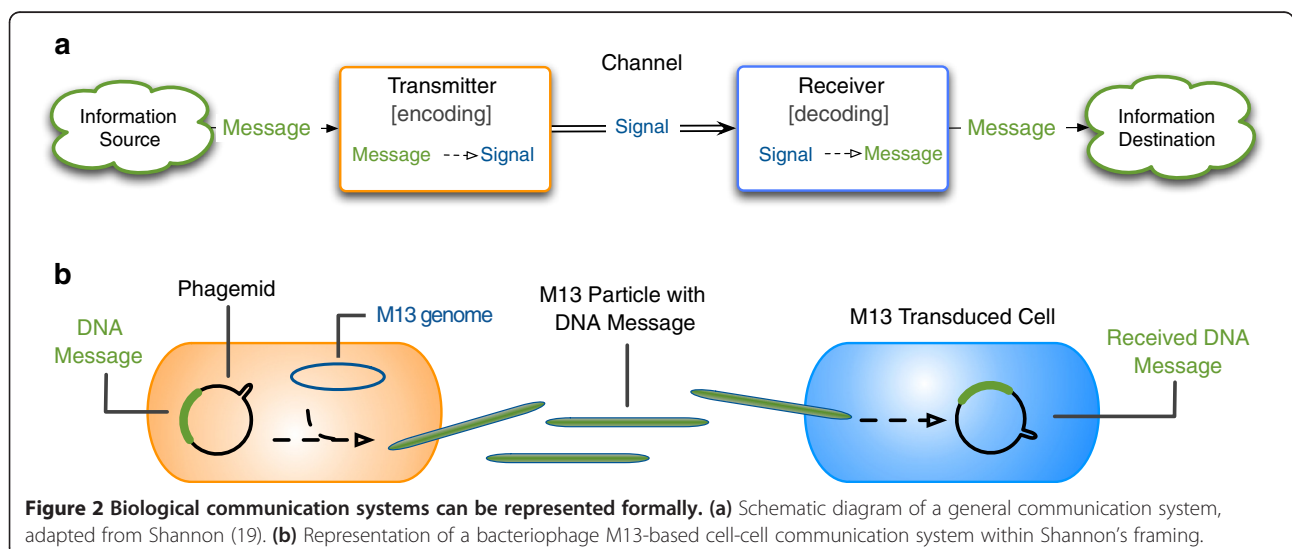 a
Information
Source
Message
Transmitter
[encoding]
Message
Signal
Channel
Signal
Receiver
[decoding]
Signal
Message
Message
Information
Destination
b
DNA
Message
Phagemid
M13 genome
M13 Particle with
DNA Message
M13 Transduced Cell
Received DNA
Message
Figure 2 Biological communication systems can be represented formally. (a) Schematic diagram of a general communication system,
adapted from Shannon (19). (b) Representation of a bacteriophage M13-based cell-cell communication system within Shannon’s framing.